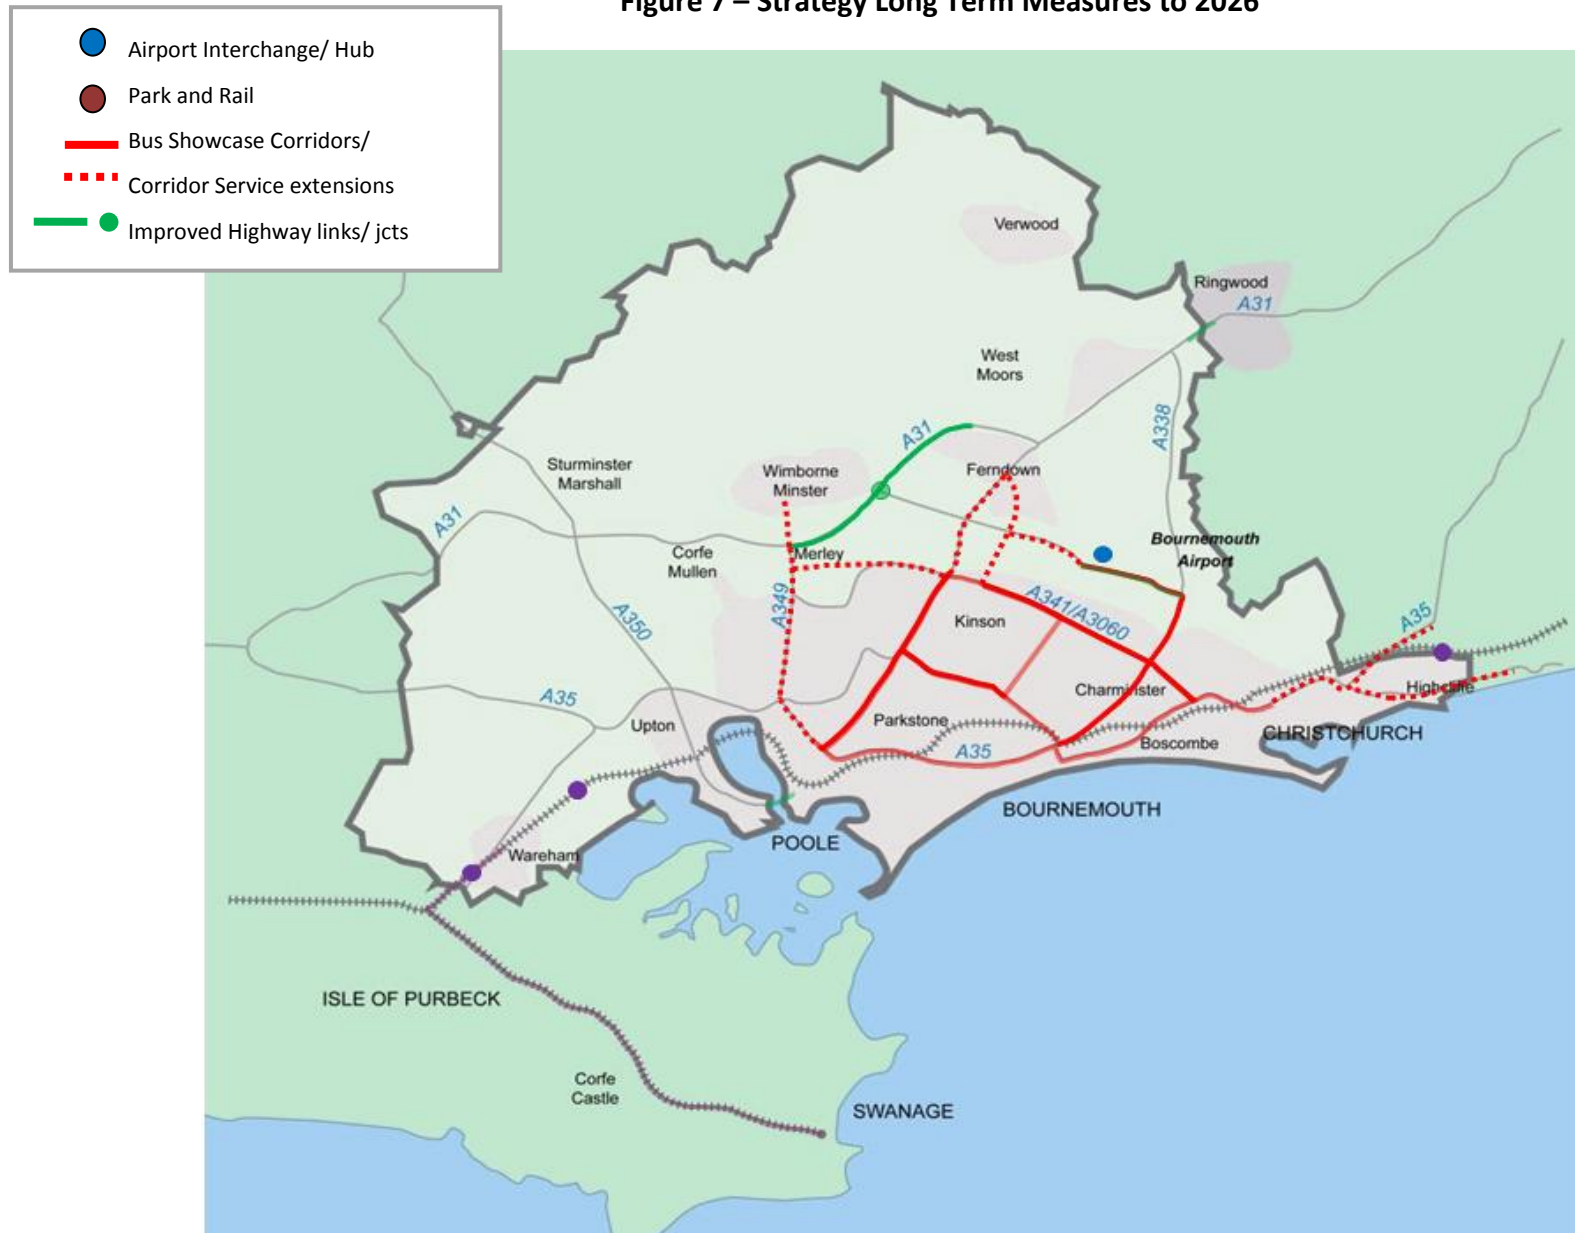 Figure 7 – Strategy Long Term Measures to 2026
Airport Interchange/ Hub
Park and Rail
Bus Showcase Corridors/
Corridor Service extensions
Improved Highway links/ jcts
Verwood
Ringwood
A31
West
Moors
A338
A31
Sturminster
Marshall
Wimborne
Minster
Ferndown
A31
Bournemouth
Airport
Corfe
Mullen
Merley
A349
A350
Kinson
A341/A3060
A35
A35
Upton
Parkstone
Charminster
Highcliffe
A35
Boscombe
CHRISTCHURCH
BOURNEMOUTH
POOLE
Wareham
ISLE OF PURBECK
Corfe
Castle
SWANAGE